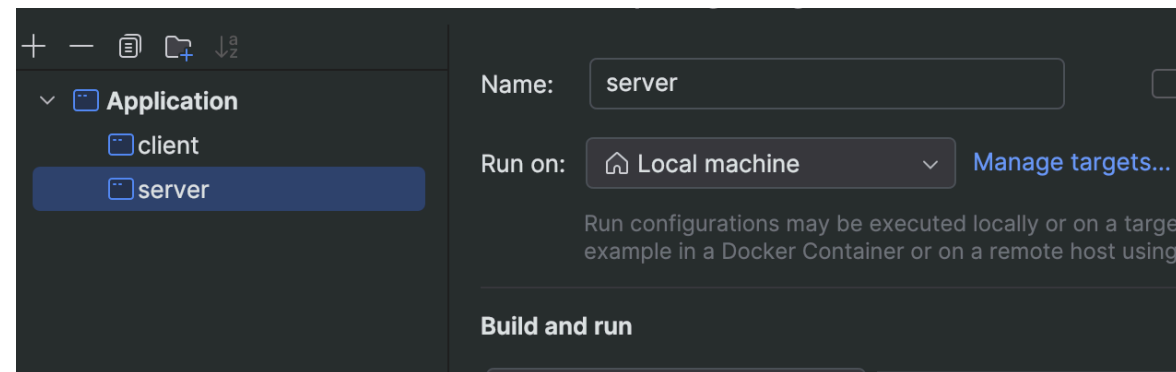 Application
client
server
Name:
server
Run on:
Local machine
Manage targets...
Run configurations may be executed locally or on a targe
example in a Docker Container or on a remote host using
Build and run